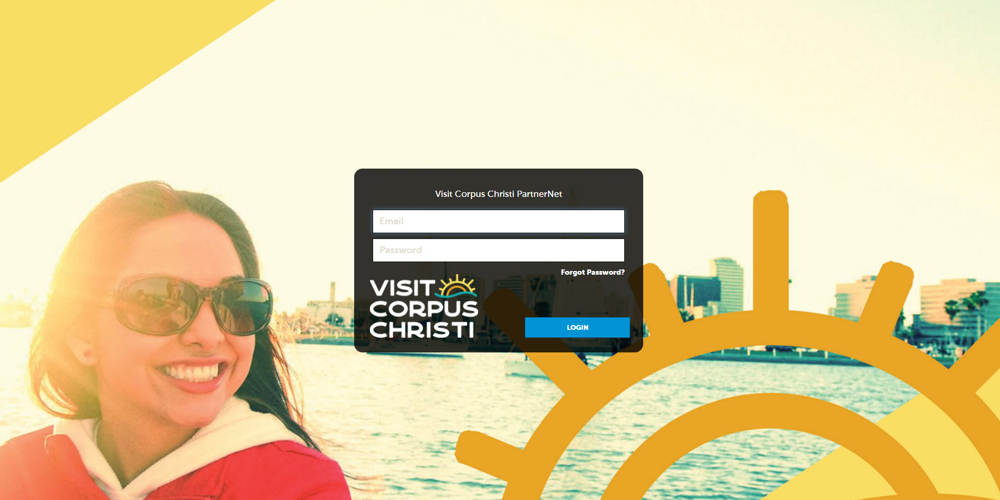 Visit Corpus Christi PartnerNet
Email
Password
Forgot Password?
VISIT
CORPUS
CHRISTI
LOGIN